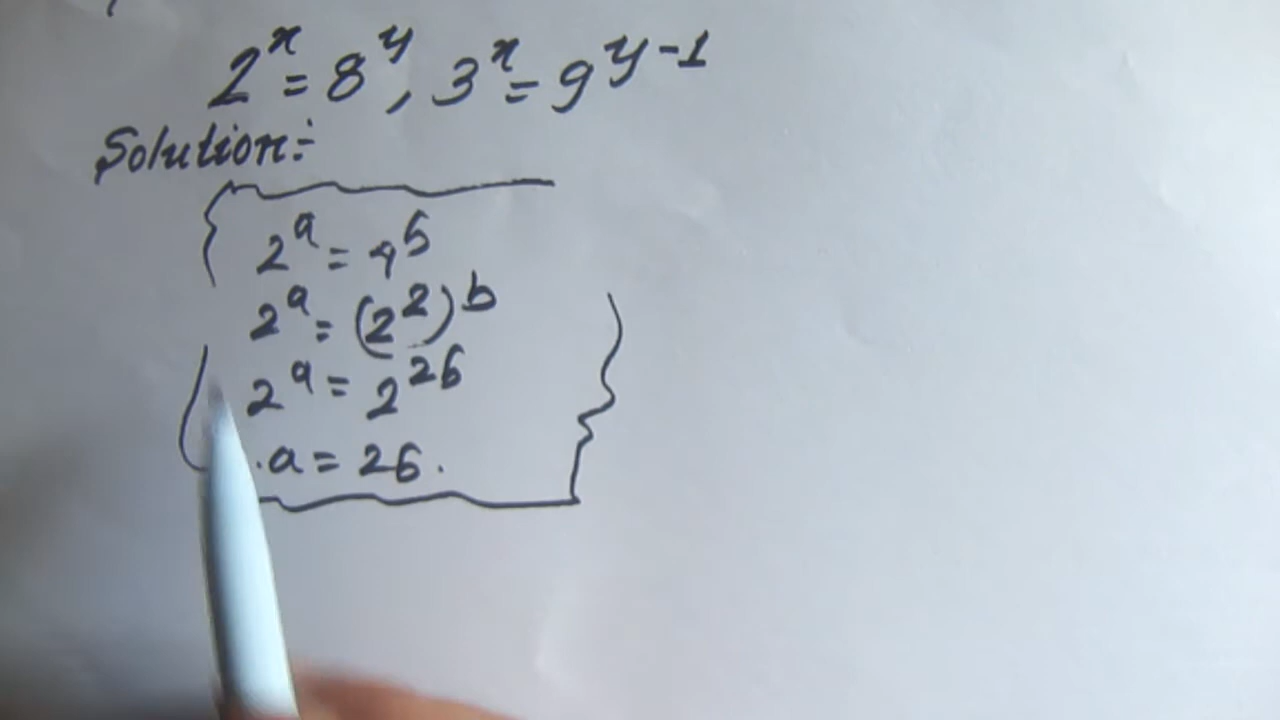 2^x = 8^y, 3^x = 9^{y-1}
Solution:-
2^a = 4^b
2^a = (2^2)^b
2^a = 2^{2b}
. a = 2b.